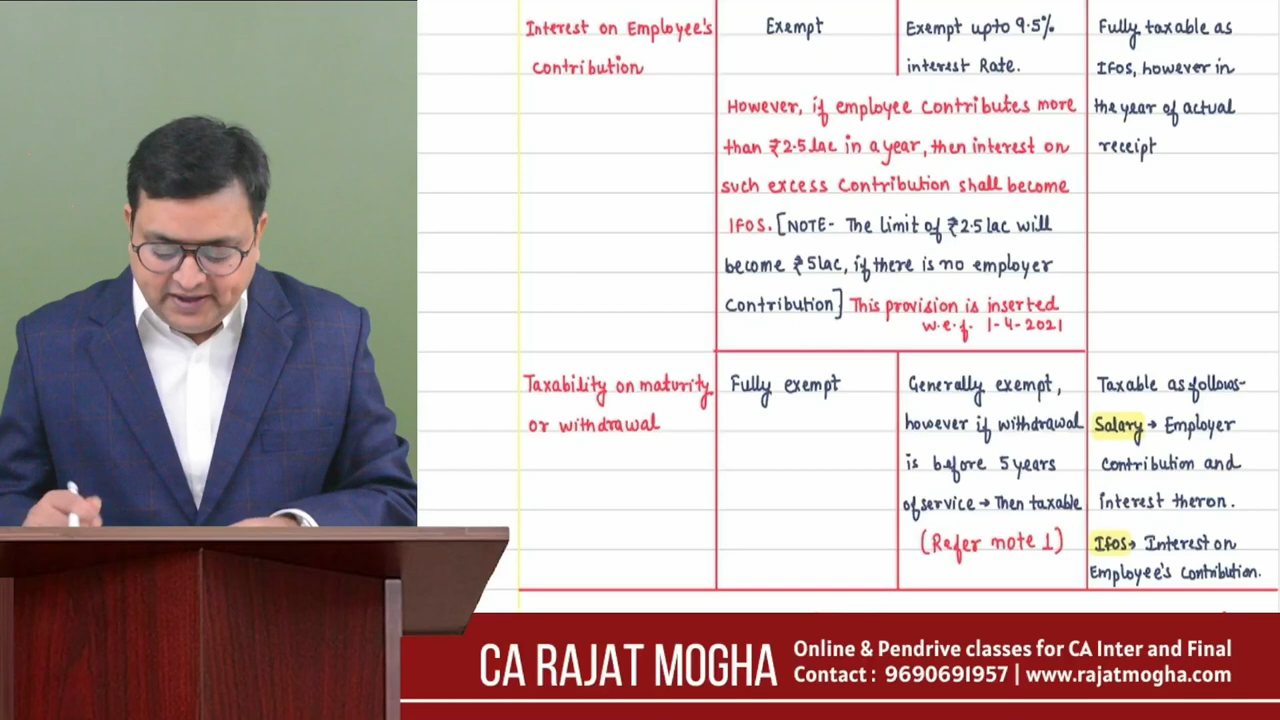 Interest on Employee's
contribution
Exempt
Exempt upto 9.5%
interest Rate.
However, if employee contributes more
than ₹2.5 lac in a year, then interest on
such excess contribution shall become
IFOS. [NOTE- The limit of ₹2.5 lac will
become ₹5lac, if there is no employer
contribution] This provision is inserted
w.e.f. 1-4-2021
Fully taxable as
IFOS, however in
the year of actual
receipt
Taxability on maturity
or withdrawal
Fully exempt
Generally exempt,
however if withdrawal
is before 5 years
of service → Then taxable
(Refer note 1)
Taxable as follows-
Salary → Employer
contribution and
interest theron.
Ifos → Interest on
Employee's Contribution.
CA RAJAT MOGHA
Online & Pendrive classes for CA Inter and Final
Contact : 9690691957 | www.rajatmogha.com